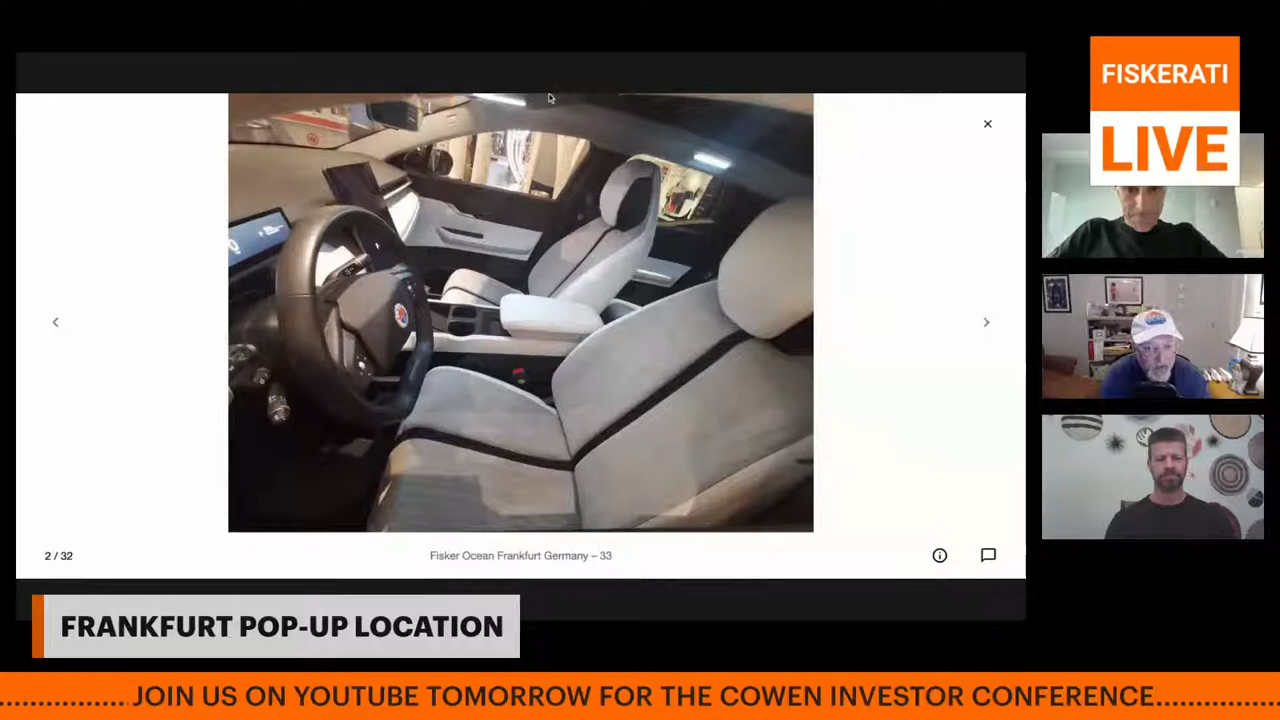 FISKERATI
LIVE
2 / 32
Fisker Ocean Frankfurt Germany – 33
FRANKFURT POP-UP LOCATION
........JOIN US ON YOUTUBE TOMORROW FOR THE COWEN INVESTOR CONFERENCE........